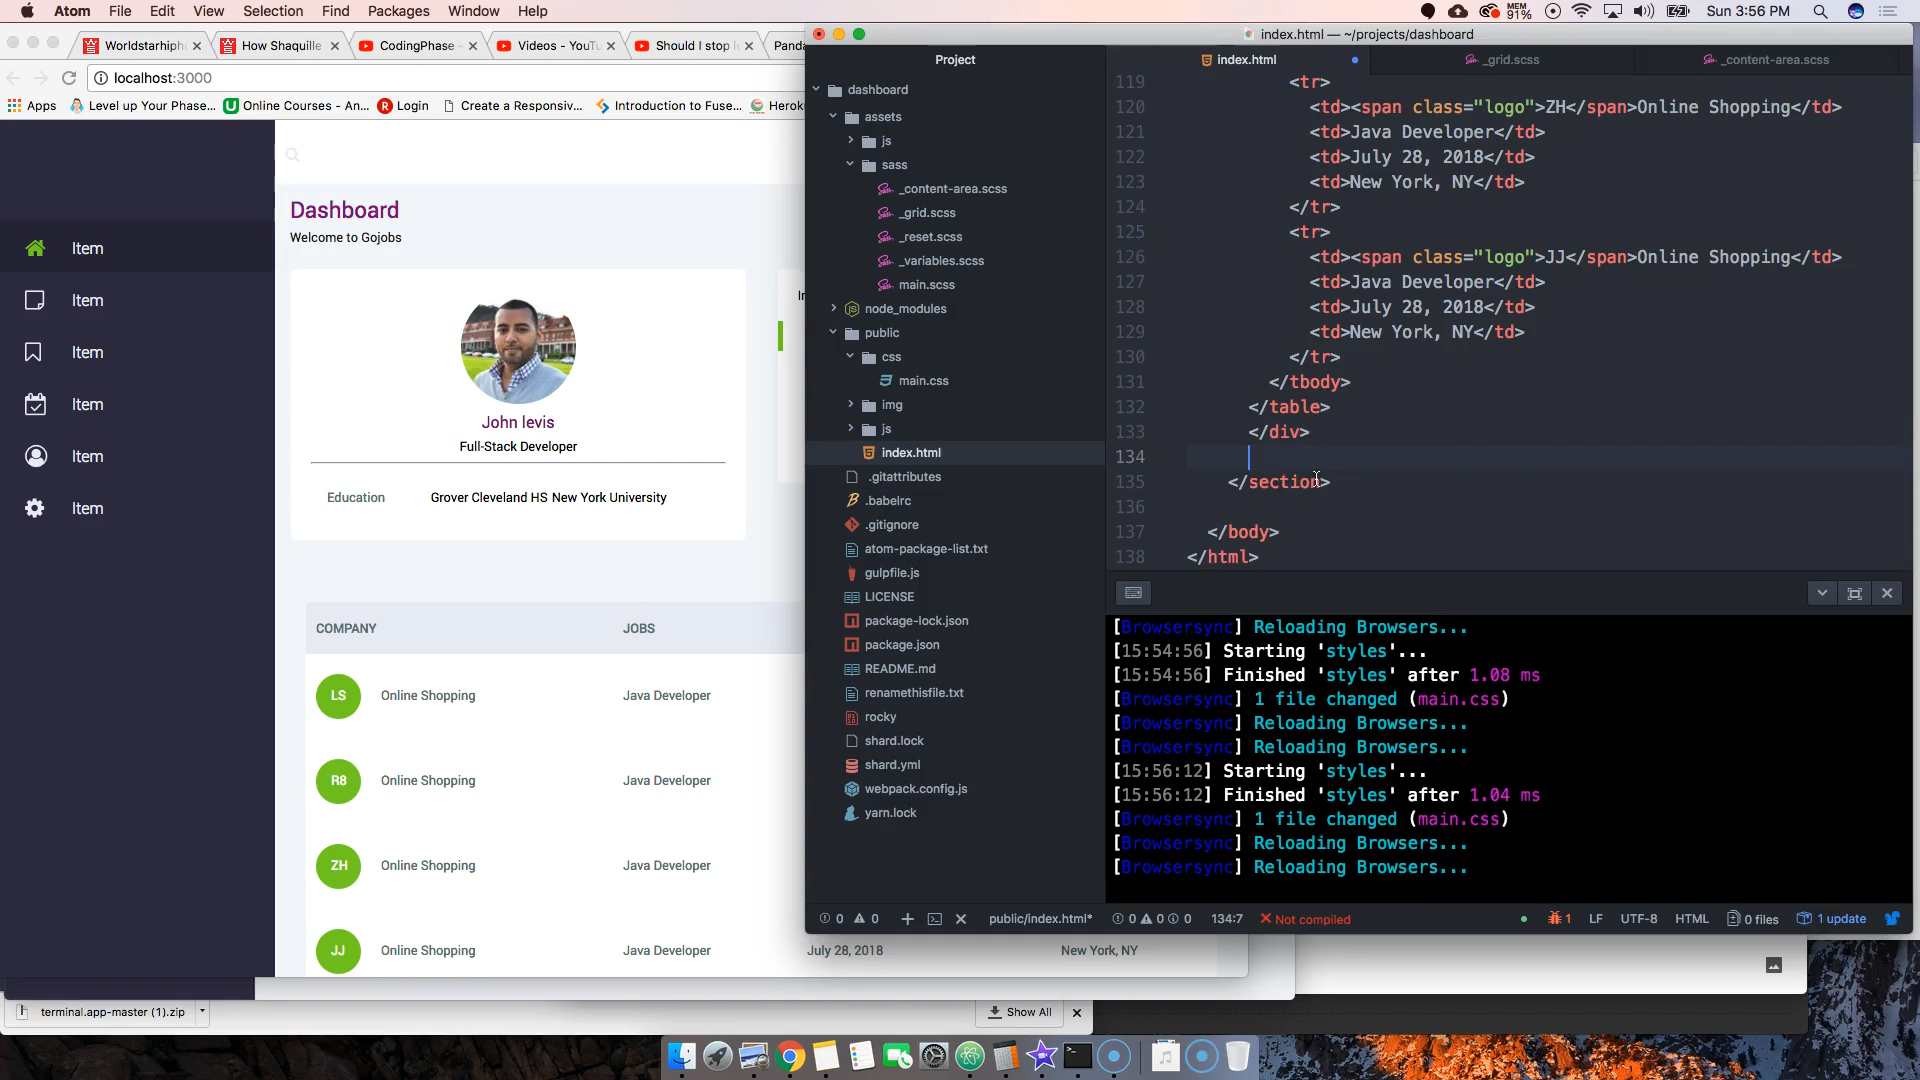 Atom File Edit View Selection Find Packages Window Help
MEM 91% Sun 3:56 PM
Worldstarhiph
How Shaquille
CodingPhase -
Videos - YouTu
Should I stop l
Panda
localhost:3000
Apps Level up Your Phase... Online Courses - An... Login Create a Responsiv... Introduction to Fuse... Heroku
Item
Item
Item
Item
Item
Item
Dashboard
Welcome to Gojobs
John levis
Full-Stack Developer
Education Grover Cleveland HS New York University
COMPANY JOBS
LS Online Shopping Java Developer
R8 Online Shopping Java Developer
ZH Online Shopping Java Developer
JJ Online Shopping Java Developer July 28, 2018 New York, NY
terminal.app-master (1).zip
Show All
index.html — ~/projects/dashboard
Project
index.html _grid.scss _content-area.scss
dashboard
assets
js
sass
_content-area.scss
_grid.scss
_reset.scss
_variables.scss
main.scss
node_modules
public
css
main.css
img
js
index.html
.gitattributes
.babelrc
.gitignore
atom-package-list.txt
gulpfile.js
LICENSE
package-lock.json
package.json
README.md
renamethisfile.txt
rocky
shard.lock
shard.yml
webpack.config.js
yarn.lock
119 <tr>
120 <td><span class="logo">ZH</span>Online Shopping</td>
121 <td>Java Developer</td>
122 <td>July 28, 2018</td>
123 <td>New York, NY</td>
124 </tr>
125 <tr>
126 <td><span class="logo">JJ</span>Online Shopping</td>
127 <td>Java Developer</td>
128 <td>July 28, 2018</td>
129 <td>New York, NY</td>
130 </tr>
131 </tbody>
132 </table>
133 </div>
134
135 </section>
136
137 </body>
138 </html>
[Browsersync] Reloading Browsers...
[15:54:56] Starting 'styles'...
[15:54:56] Finished 'styles' after 1.08 ms
[Browsersync] 1 file changed (main.css)
[Browsersync] Reloading Browsers...
[Browsersync] Reloading Browsers...
[15:56:12] Starting 'styles'...
[15:56:12] Finished 'styles' after 1.04 ms
[Browsersync] 1 file changed (main.css)
[Browsersync] Reloading Browsers...
[Browsersync] Reloading Browsers...
0 0 public/index.html* 0 0 0 134:7 Not compiled 1 LF UTF-8 HTML 0 files 1 update